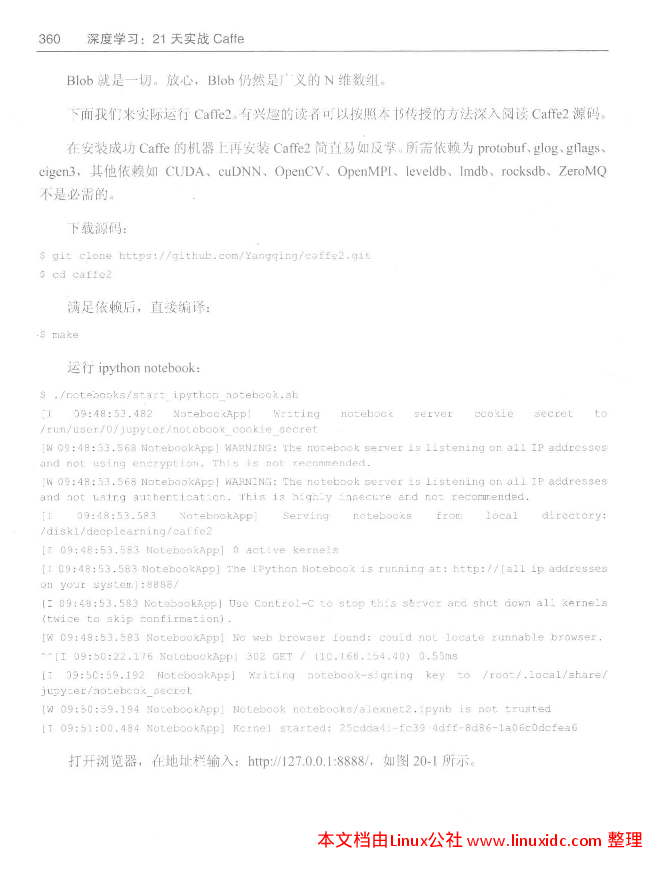 360 深度学习：21 天实战 Caffe
Blob 就是一切。放心，Blob 仍然是广义的 N 维数组。
下面我们来实际运行 Caffe2。有兴趣的读者可以按照本书传授的方法深入阅读 Caffe2 源码。
在安装成功 Caffe 的机器上再安装 Caffe2 简直易如反掌。所需依赖为 protobuf、glog、gflags、
eigen3，其他依赖如 CUDA、cuDNN、OpenCV、OpenMPI、leveldb、lmdb、rocksdb、ZeroMQ
不是必需的。
下载源码：
$ git clone https://github.com/Yangqing/caffe2.git
$ cd caffe2
满足依赖后，直接编译：
$ make
运行 ipython notebook：
$ ./notebooks/start_ipython_notebook.sh
[I 09:48:53.482 NotebookApp] Writing notebook server cookie secret to
/run/user/0/jupyter/notebook_cookie_secret
[W 09:48:53.568 NotebookApp] WARNING: The notebook server is listening on all IP addresses
and not using encryption. This is not recommended.
[W 09:48:53.568 NotebookApp] WARNING: The notebook server is listening on all IP addresses
and not using authentication. This is highly insecure and not recommended.
[I 09:48:53.583 NotebookApp] Serving notebooks from local directory:
/disk1/deeplearning/caffe2
[I 09:48:53.583 NotebookApp] 0 active kernels
[I 09:48:53.583 NotebookApp] The IPython Notebook is running at: http://[all ip addresses
on your system]:8888/
[I 09:48:53.583 NotebookApp] Use Control-C to stop this server and shut down all kernels
(twice to skip confirmation).
[W 09:48:53.583 NotebookApp] No web browser found: could not locate runnable browser.
^^[I 09:50:22.176 NotebookApp] 302 GET / (10.168.154.40) 0.55ms
[I 09:50:59.192 NotebookApp] Writing notebook-signing key to /root/.local/share/
jupyter/notebook_secret
[W 09:50:59.194 NotebookApp] Notebook notebooks/alexnet2.ipynb is not trusted
[I 09:51:00.484 NotebookApp] Kernel started: 25cdda41-fc39-4dff-8d86-1a06c0dcfea6
打开浏览器，在地址栏输入：http://127.0.0.1:8888/，如图 20-1 所示。
本文档由Linux公社 www.linuxidc.com 整理